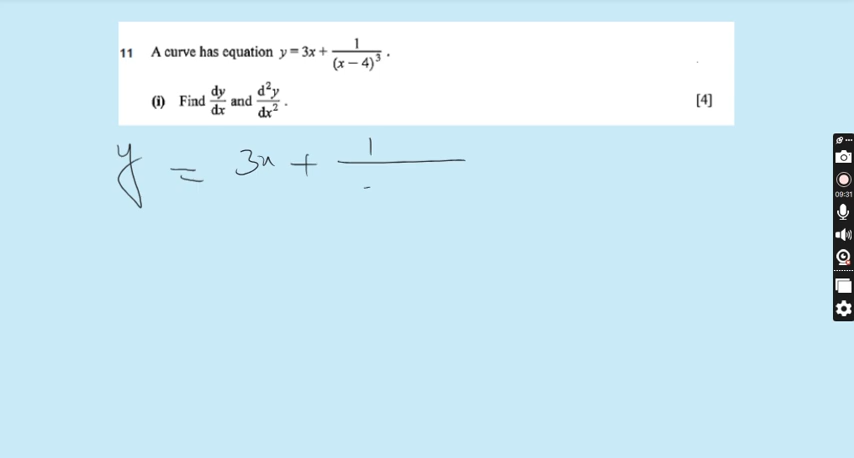 11 A curve has equation y = 3x + 1/(x – 4)³ .
(i) Find dy/dx and d²y/dx² . [4]
y = 3x + 1/
09:31